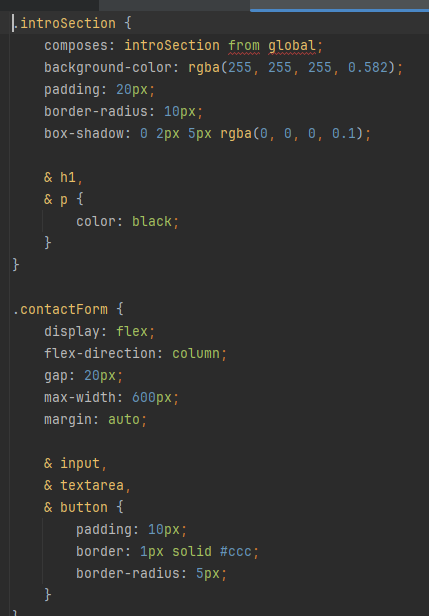 .introSection {
    composes: introSection from global;
    background-color: rgba(255, 255, 255, 0.582);
    padding: 20px;
    border-radius: 10px;
    box-shadow: 0 2px 5px rgba(0, 0, 0, 0.1);

    & h1,
    & p {
        color: black;
    }
}

.contactForm {
    display: flex;
    flex-direction: column;
    gap: 20px;
    max-width: 600px;
    margin: auto;

    & input,
    & textarea,
    & button {
        padding: 10px;
        border: 1px solid #ccc;
        border-radius: 5px;
    }
}